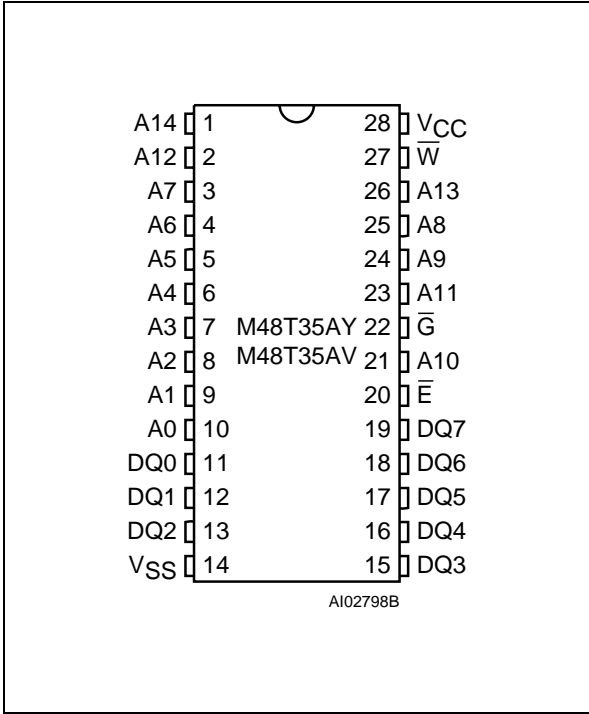 A14 1 28 VCC
A12 2 27 W̅
A7 3 26 A13
A6 4 25 A8
A5 5 24 A9
A4 6 23 A11
A3 7 M48T35AY 22 G̅
A2 8 M48T35AV 21 A10
A1 9 20 E̅
A0 10 19 DQ7
DQ0 11 18 DQ6
DQ1 12 17 DQ5
DQ2 13 16 DQ4
VSS 14 15 DQ3
AI02798B